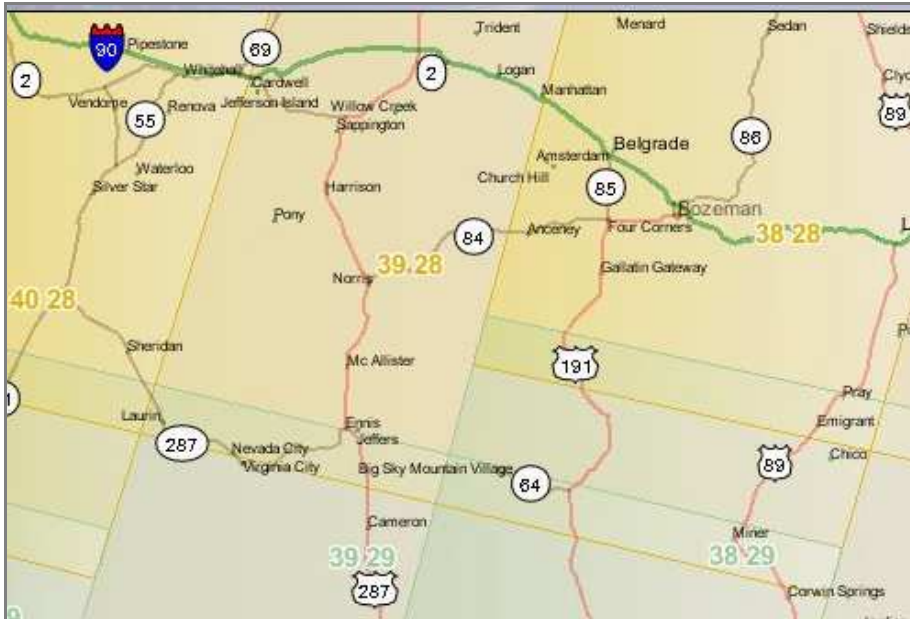 Trident
Menard
Sedan
Shields
90
Pipestone
69
2
Whitehall
Cardwell
2
Logan
Clyd
Vendome
Renova
Jefferson Island
Willow Creek
Manhattan
89
55
Sappington
86
Belgrade
Waterloo
Amsterdam
Silver Star
Harrison
Church Hill
85
Pony
Bozeman
84
Anceney
Four Corners
38 28
L
Norris
39 28
Gallatin Gateway
40 28
Sheridan
Mc Allister
191
Pray
1
Laurin
Ennis
Emigrant
287
Nevada City
Jeffers
Chico
Virginia City
Big Sky Mountain Village
89
64
Cameron
Miner
39 29
38 29
287
Corwin Springs
9